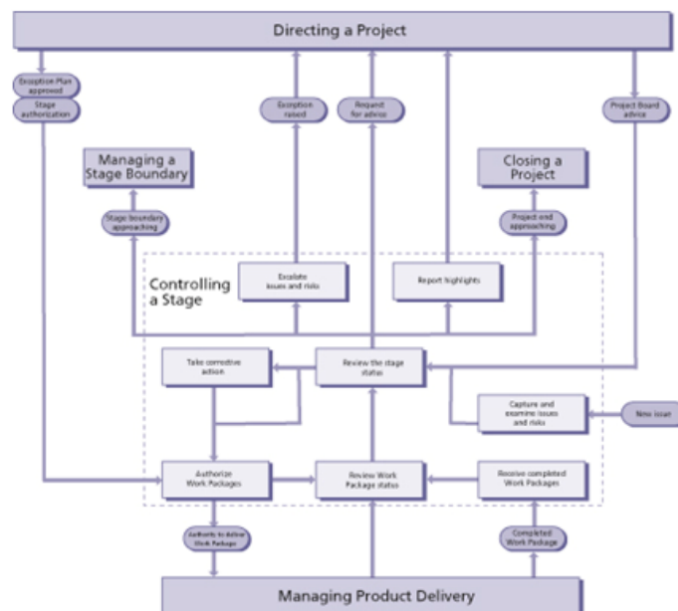 Directing a Project
Exception Plan
approved
Stage
authorization
Exception
raised
Request
for advice
Project Board
advice
Managing a
Stage Boundary
Closing a
Project
Stage boundary
approaching
Project end
approaching
Controlling
a Stage
Escalate
issues and risks
Report highlights
Take corrective
action
Review the stage
status
Capture and
examine issues
and risks
New issue
Authorize
Work Packages
Review Work
Package status
Receive completed
Work Packages
Authority to deliver
Work Package
Completed
Work Package
Managing Product Delivery